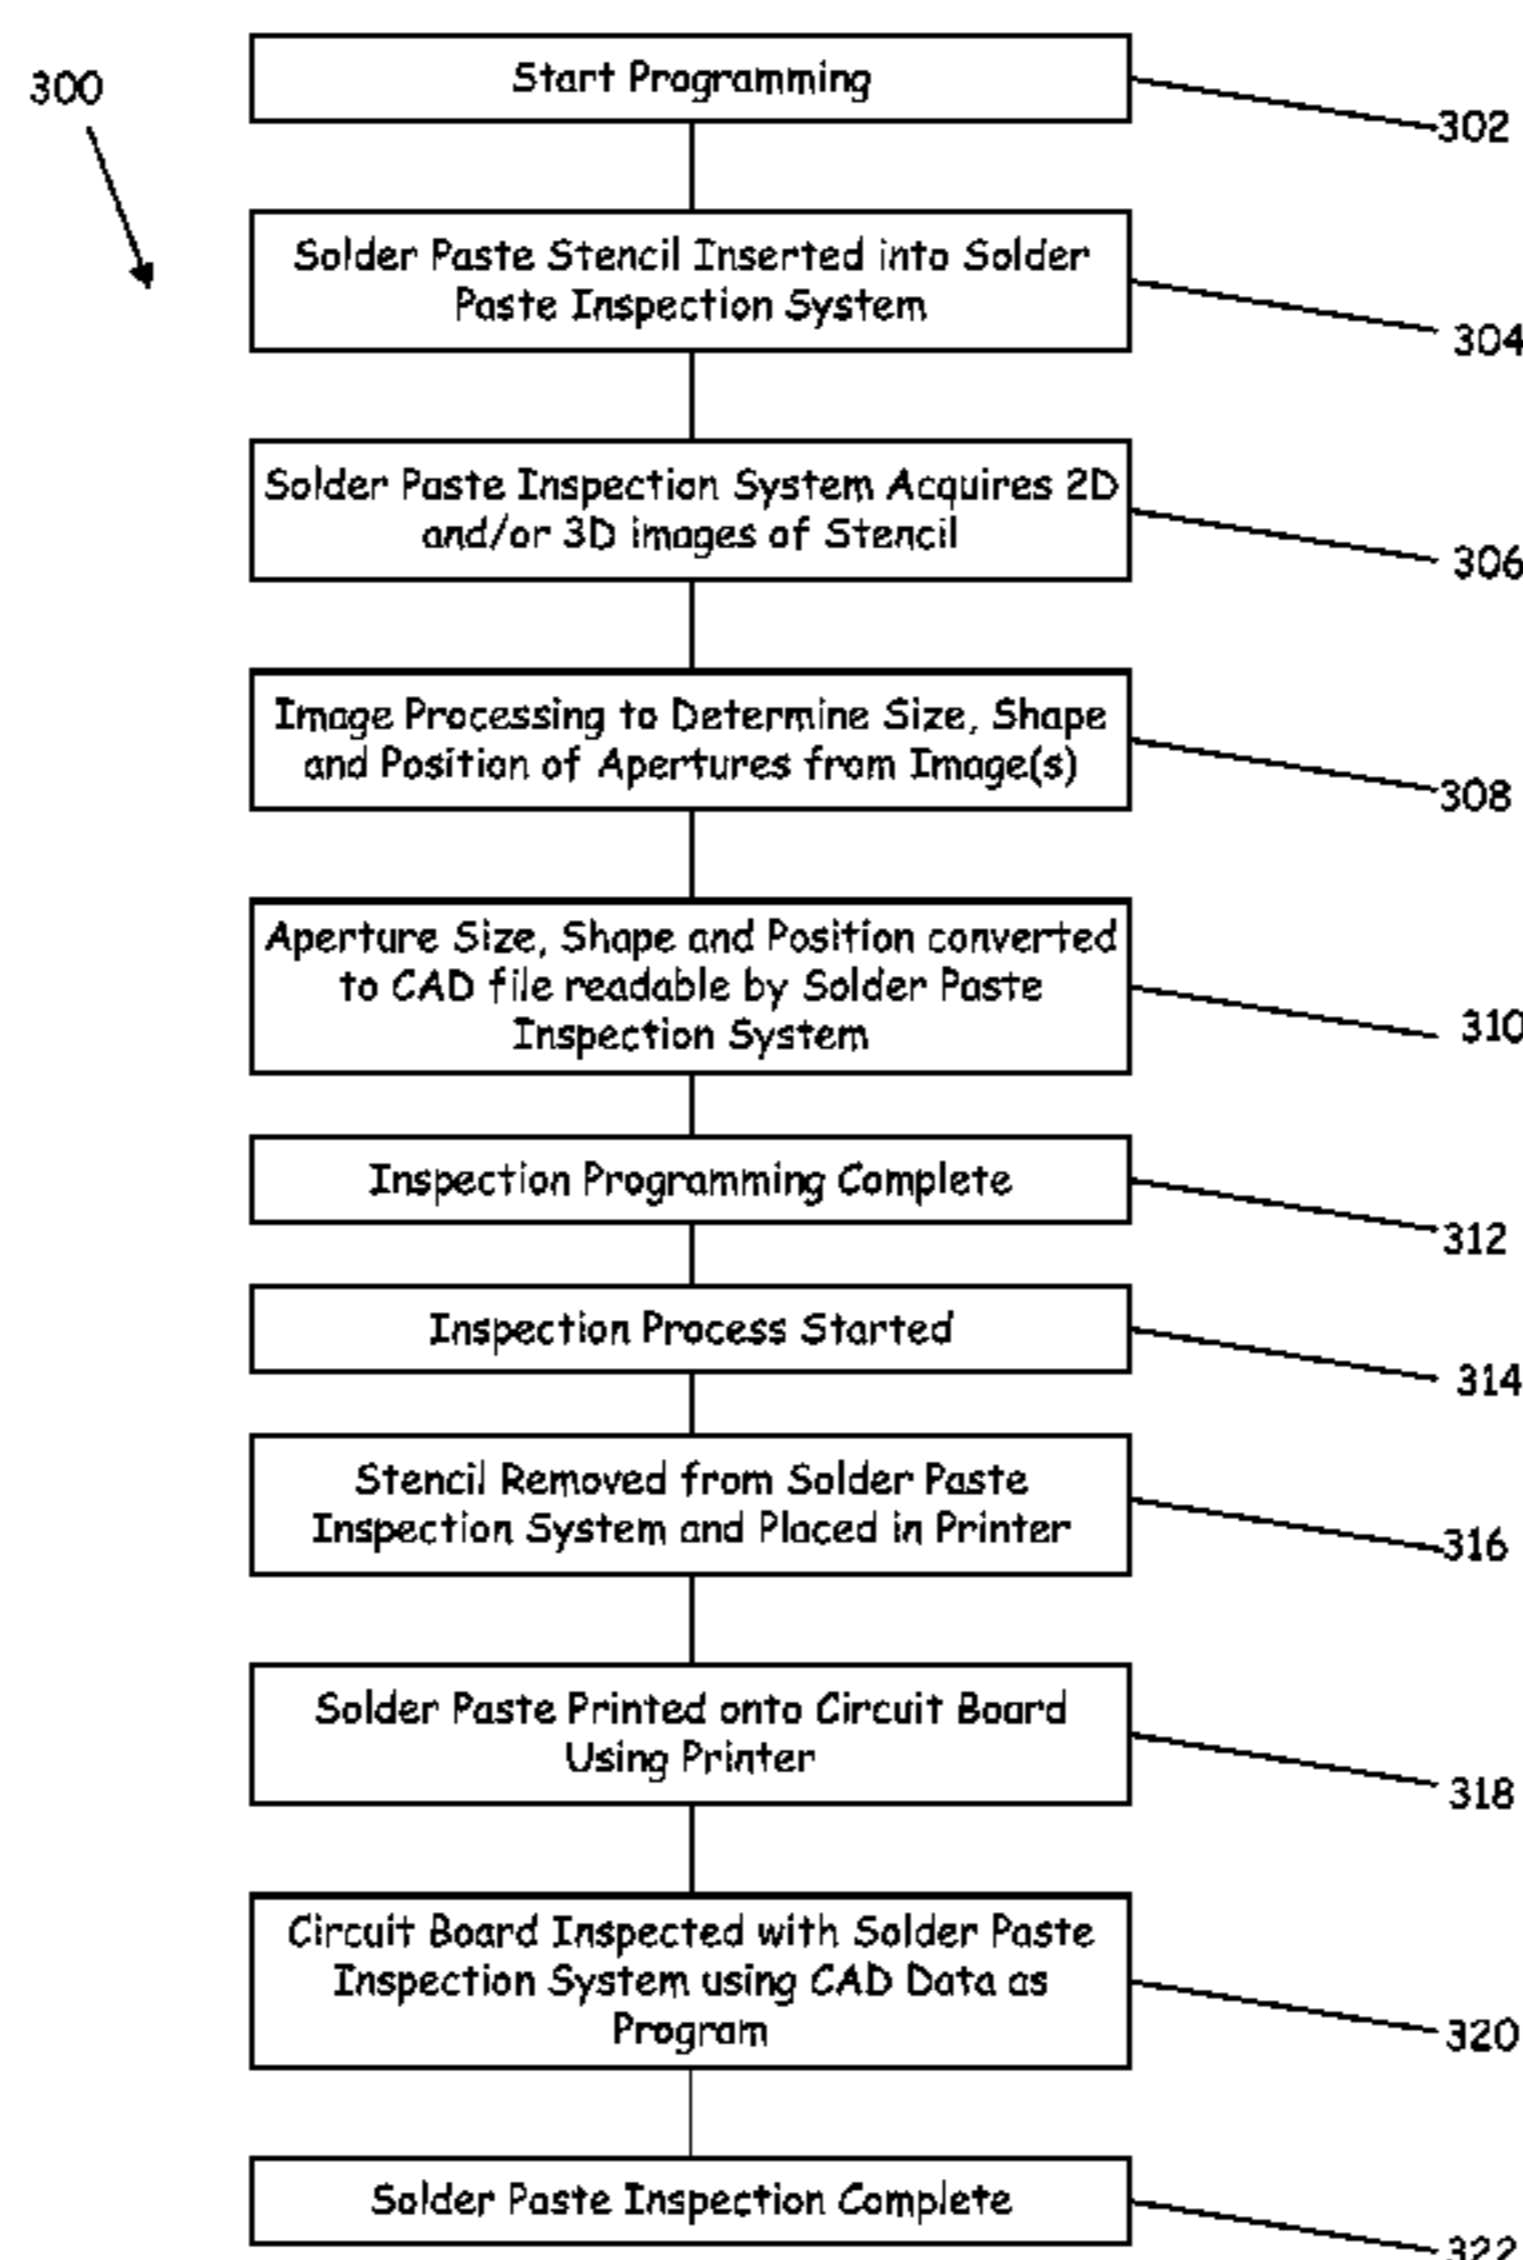 300
Start Programming
302
Solder Paste Stencil Inserted into Solder
Paste Inspection System
304
Solder Paste Inspection System Acquires 2D
and/or 3D images of Stencil
306
Image Processing to Determine Size, Shape
and Position of Apertures from Image(s)
308
Aperture Size, Shape and Position converted
to CAD file readable by Solder Paste
Inspection System
310
Inspection Programming Complete
312
Inspection Process Started
314
Stencil Removed from Solder Paste
Inspection System and Placed in Printer
316
Solder Paste Printed onto Circuit Board
Using Printer
318
Circuit Board Inspected with Solder Paste
Inspection System using CAD Data as
Program
320
Solder Paste Inspection Complete
322